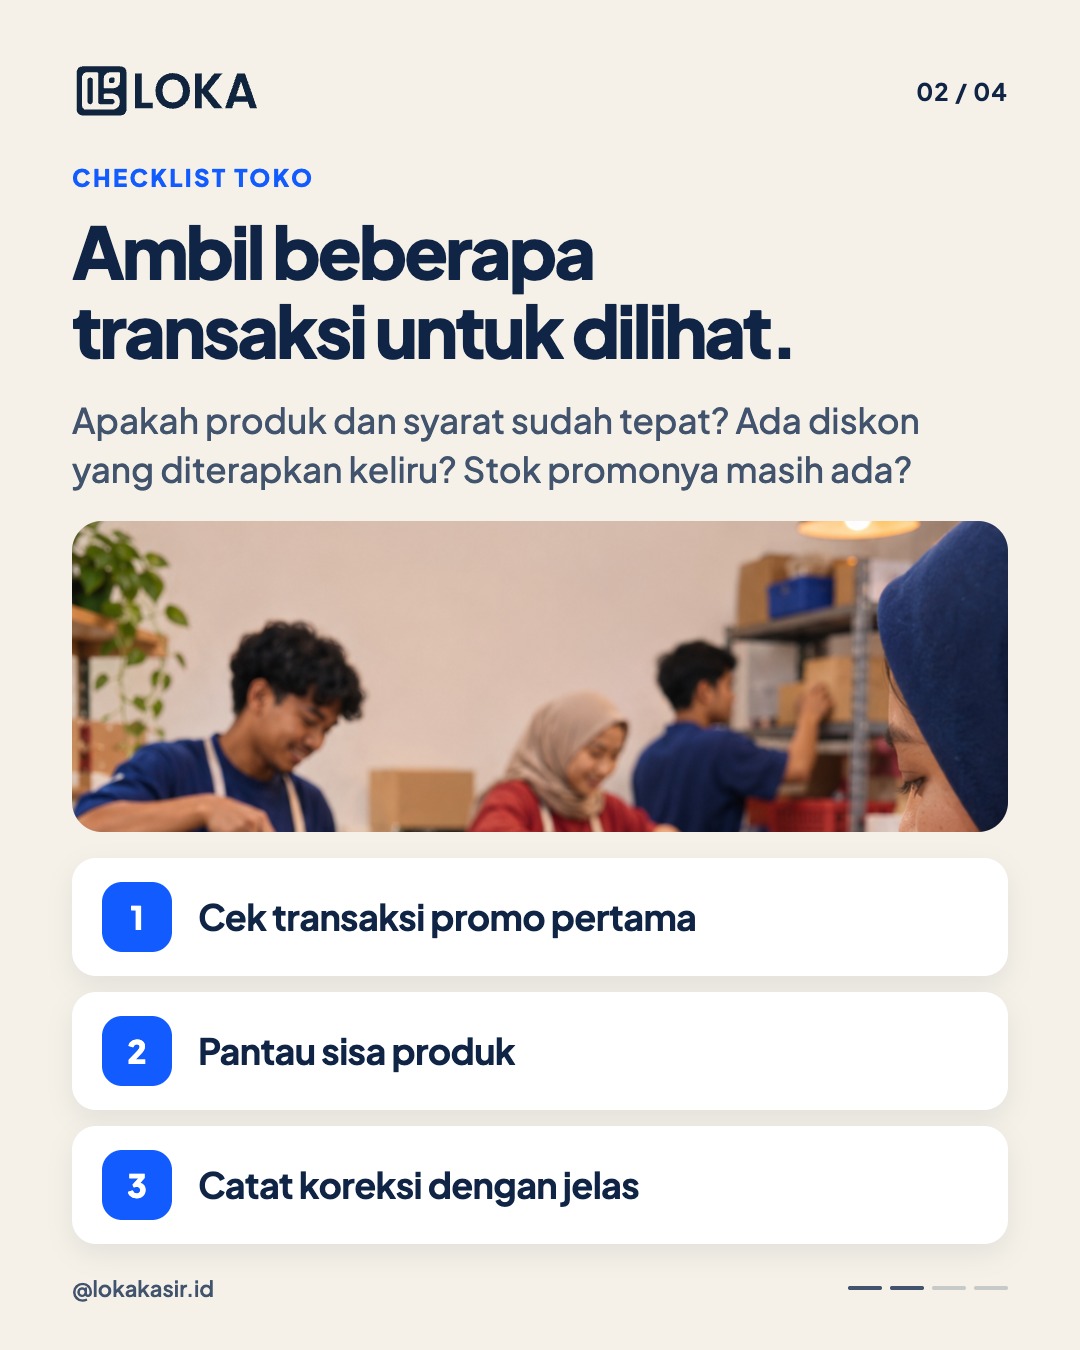 LOKA
02 / 04
CHECKLIST TOKO
Ambil beberapa
transaksi untuk dilihat.
Apakah produk dan syarat sudah tepat? Ada diskon
yang diterapkan keliru? Stok promonya masih ada?
1 Cek transaksi promo pertama
2 Pantau sisa produk
3 Catat koreksi dengan jelas
@lokakasir.id